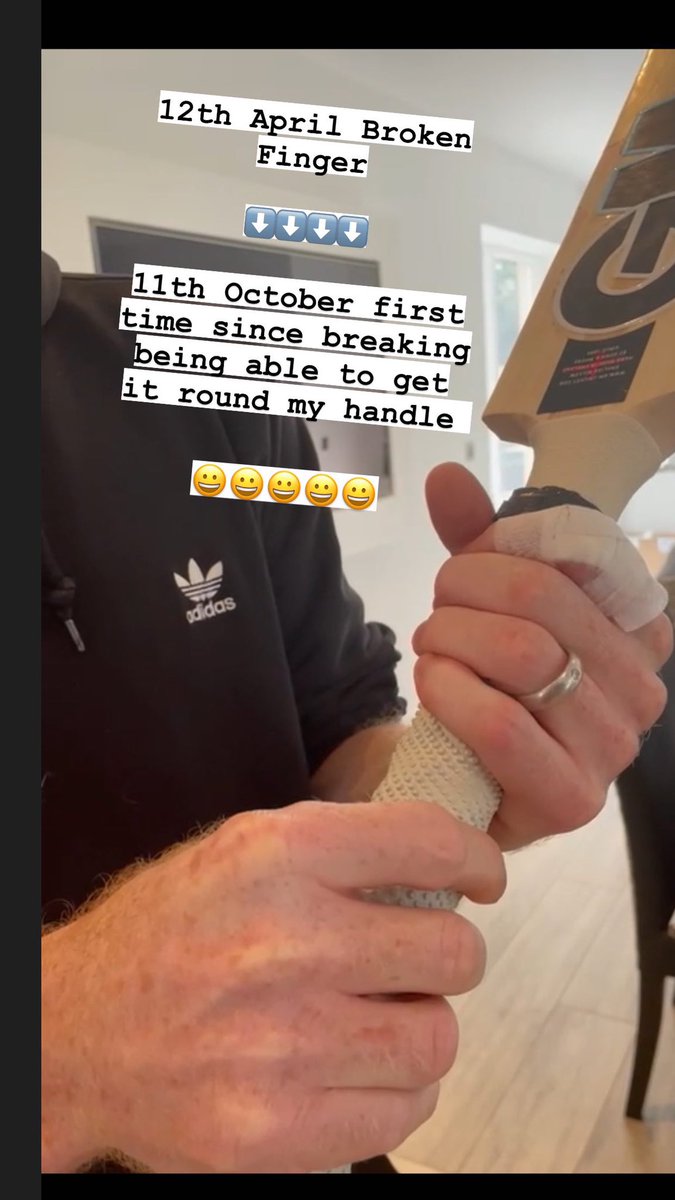 12th April Broken
Finger
⬇️⬇️⬇️⬇️
11th October first
time since breaking
being able to get
it round my handle
😀😀😀😀😀
adidas
GM